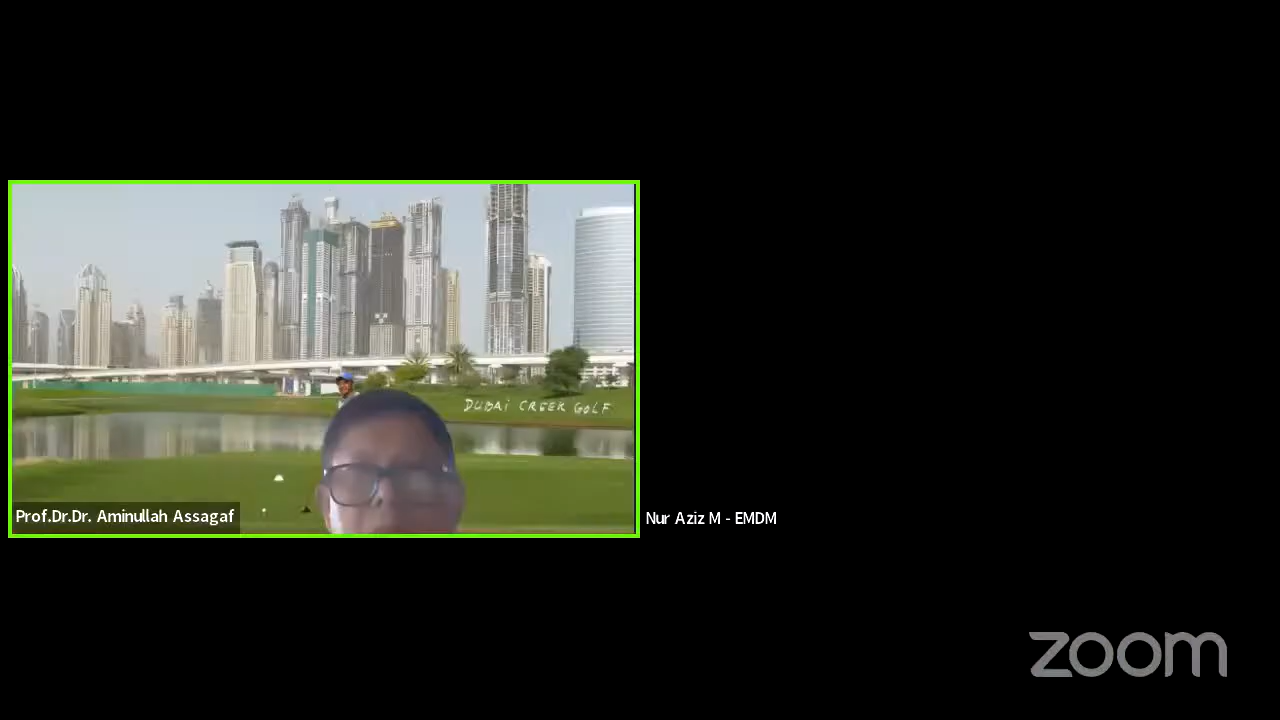 DUBAI CREEK GOLF
Prof.Dr.Dr. Aminullah Assagaf
Nur Aziz M - EMDM
zoom